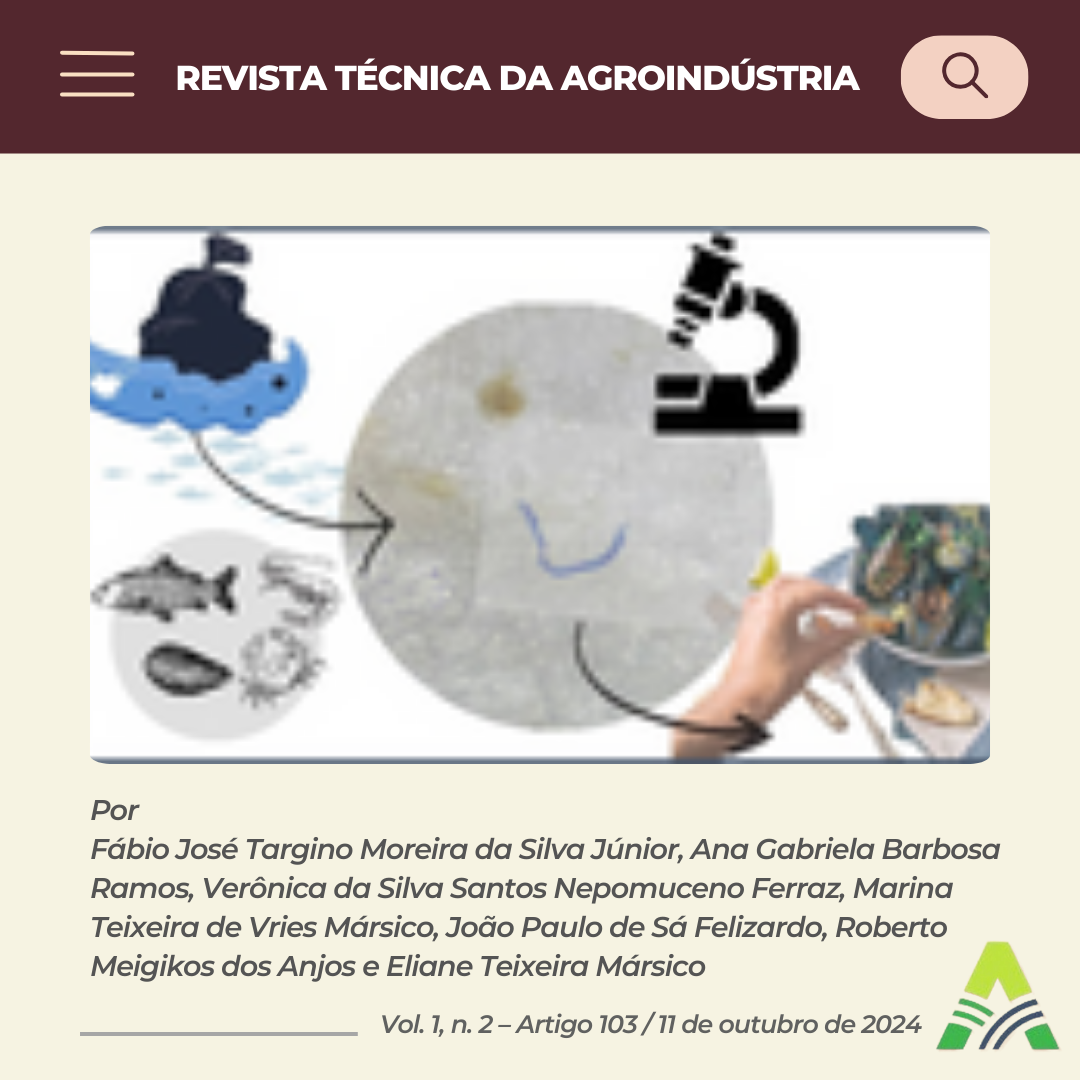 REVISTA TÉCNICA DA AGROINDÚSTRIA
Por
Fábio José Targino Moreira da Silva Júnior, Ana Gabriela Barbosa
Ramos, Verônica da Silva Santos Nepomuceno Ferraz, Marina
Teixeira de Vries Mársico, João Paulo de Sá Felizardo, Roberto
Meigikos dos Anjos e Eliane Teixeira Mársico
Vol. 1, n. 2 – Artigo 103 / 11 de outubro de 2024